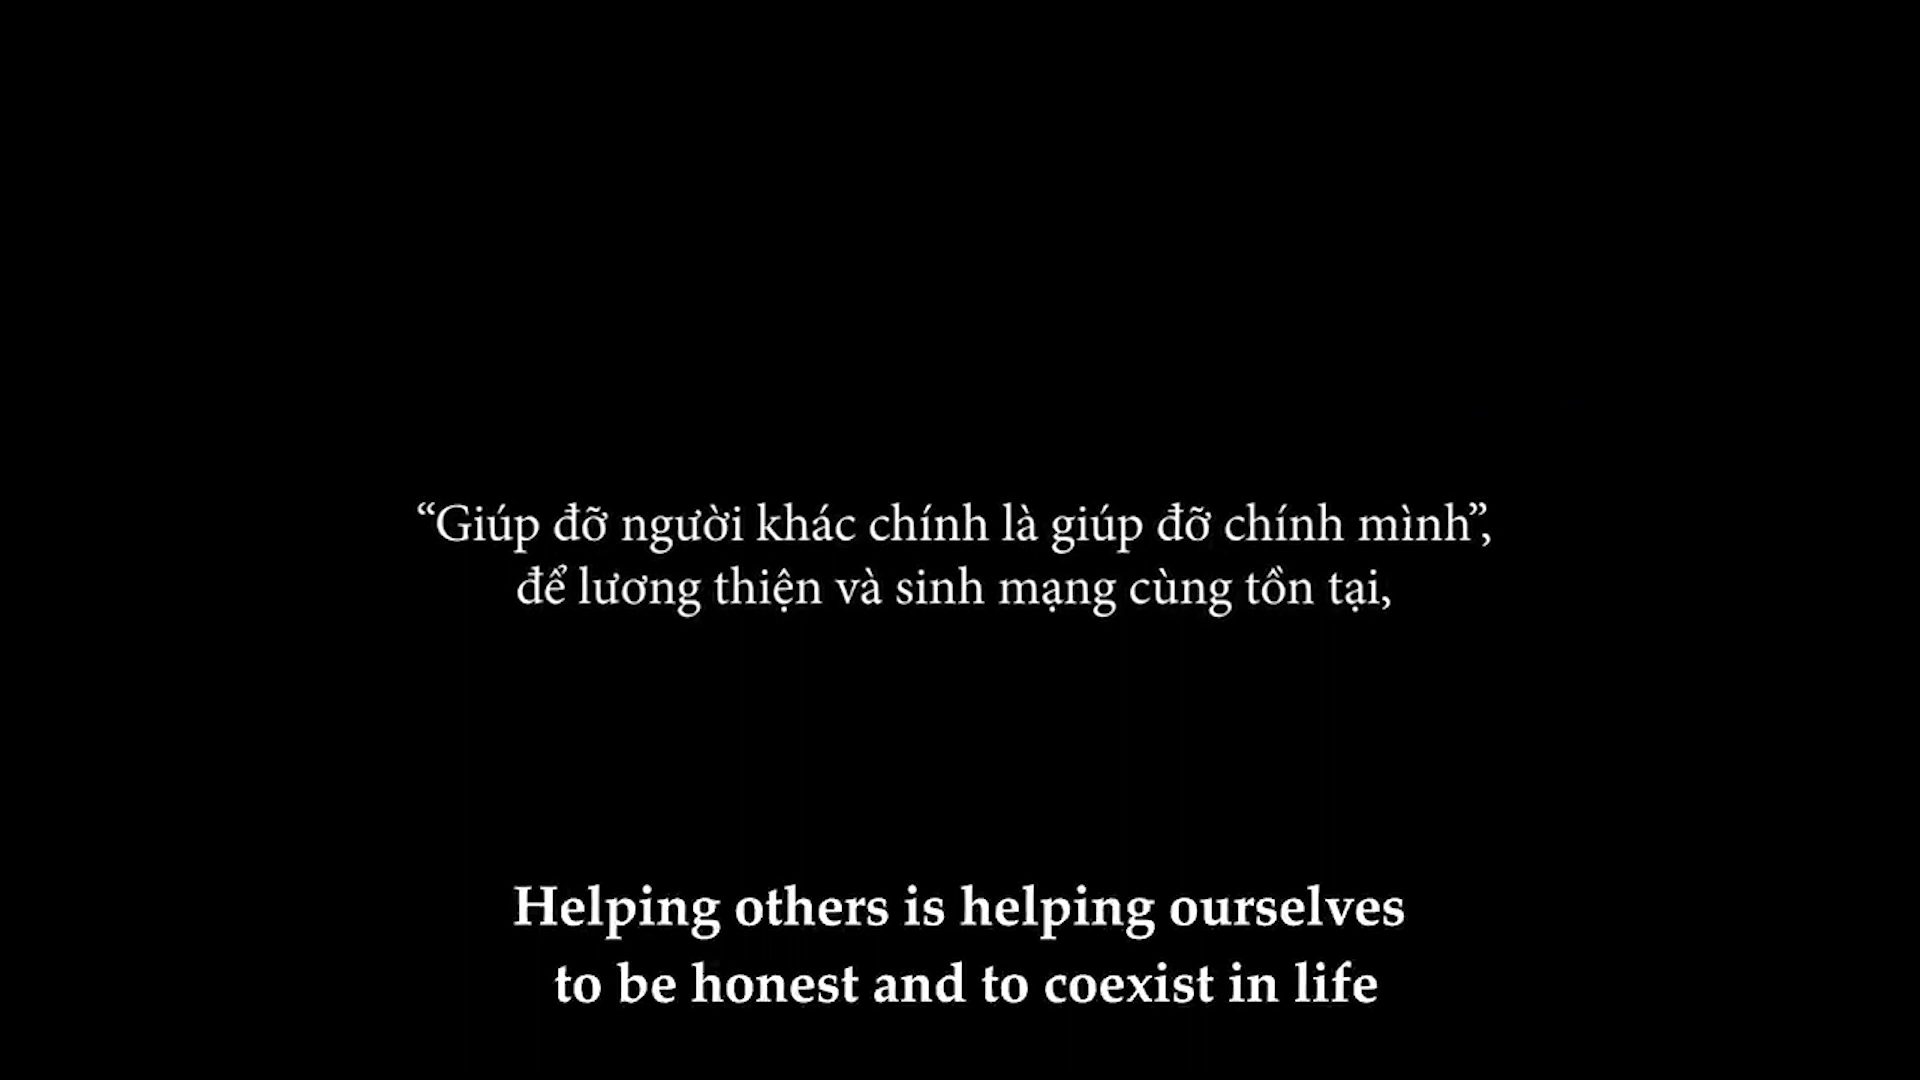 “Giúp đỡ người khác chính là giúp đỡ chính mình”,
để lương thiện và sinh mạng cùng tồn tại,
Helping others is helping ourselves
to be honest and to coexist in life